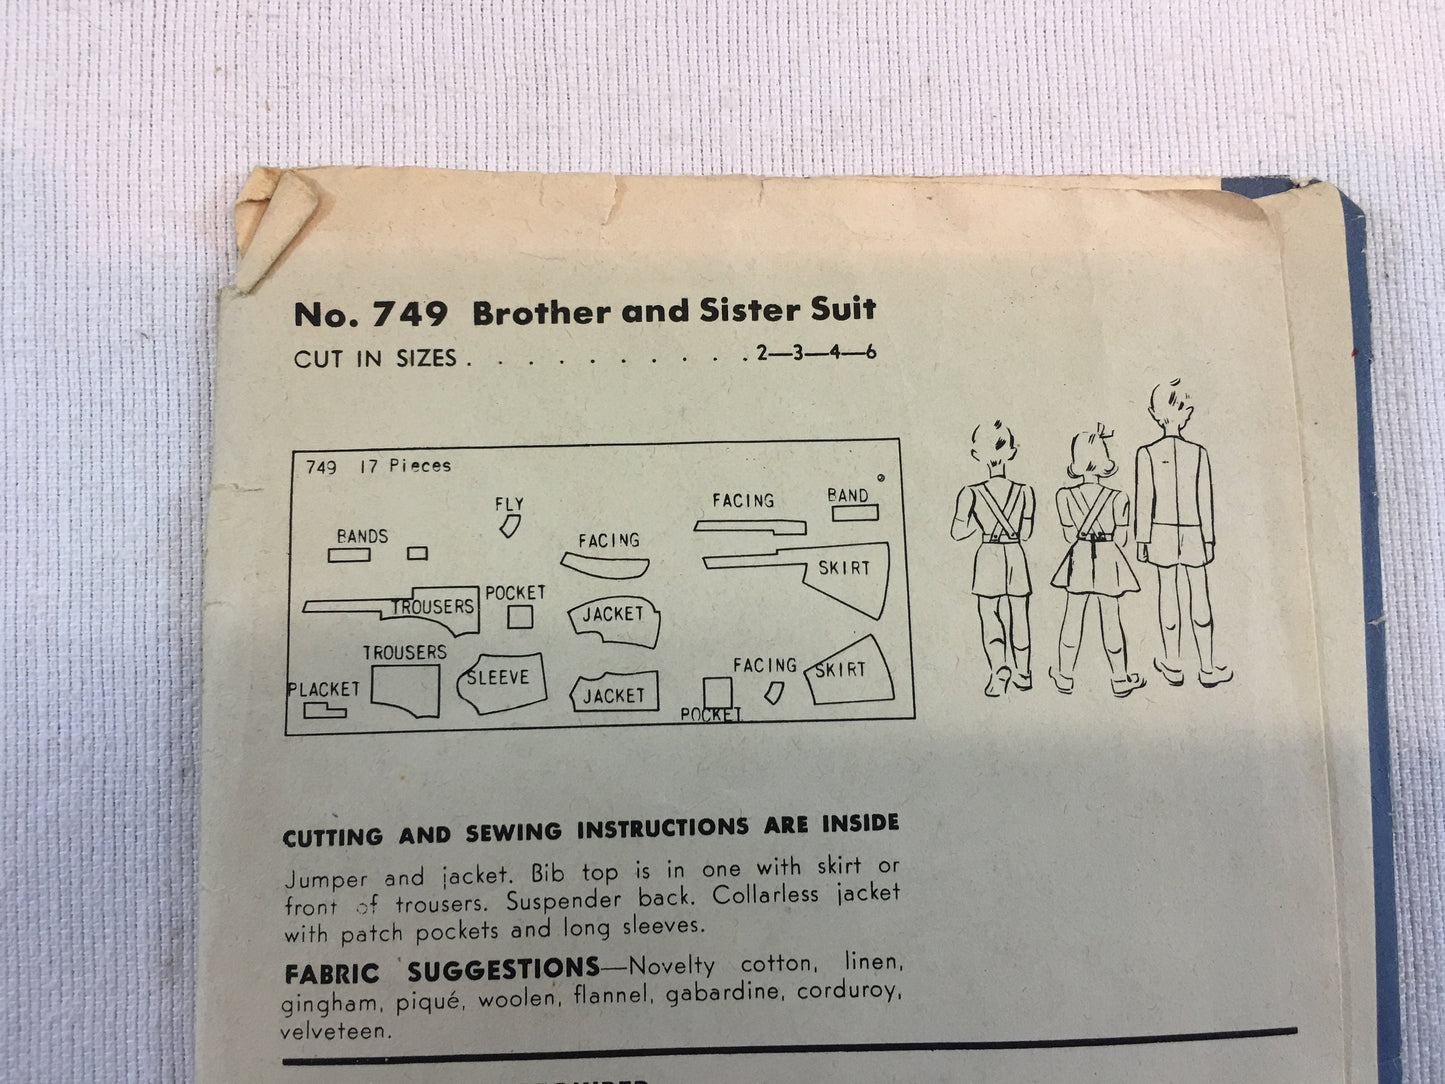 No. 749 Brother and Sister Suit
CUT IN SIZES . . . . . . . . . . 2—3—4—6
749 17 Pieces
FLY
FACING
BAND
BANDS
FACING
SKIRT
TROUSERS
POCKET
JACKET
TROUSERS
SLEEVE
FACING
SKIRT
PLACKET
JACKET
POCKET
CUTTING AND SEWING INSTRUCTIONS ARE INSIDE
Jumper and jacket. Bib top is in one with skirt or
front of trousers. Suspender back. Collarless jacket
with patch pockets and long sleeves.
FABRIC SUGGESTIONS—Novelty cotton, linen,
gingham, piqué, woolen, flannel, gabardine, corduroy,
velveteen.